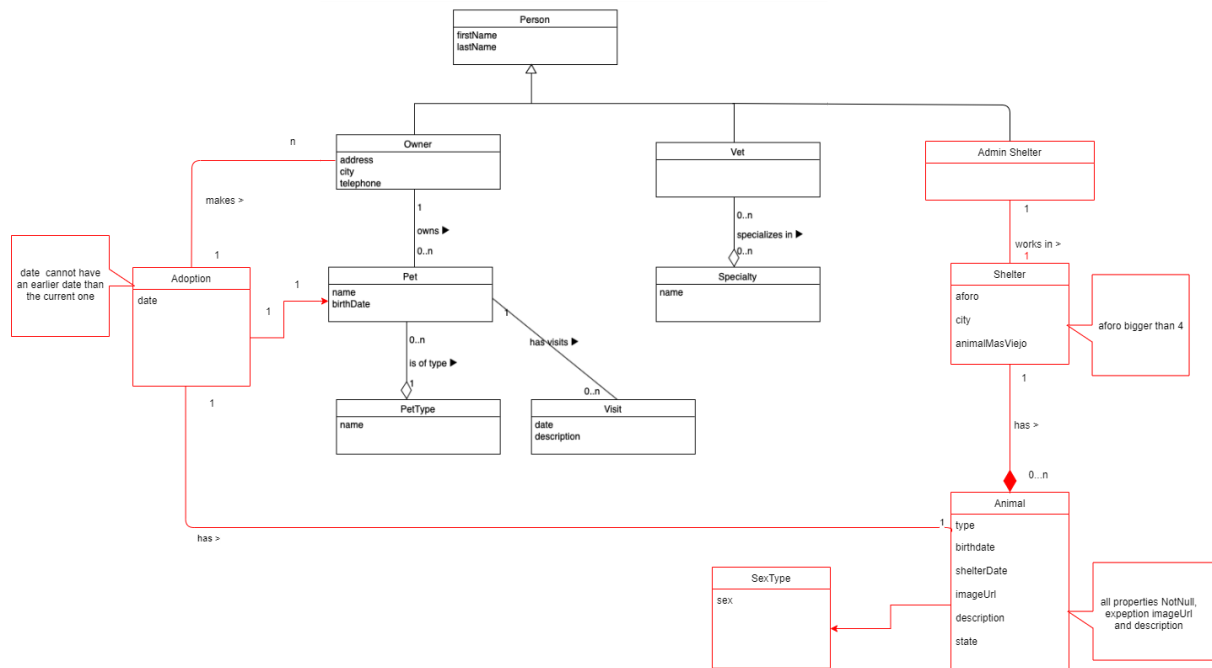 Person
firstName
lastName
n
Owner
address
city
telephone
Vet
Admin Shelter
makes >
1
owns ▶
0..n
0..n
specializes in ▶
0..n
1
works in >
1
date cannot have
an earlier date than
the current one
1
Adoption
date
1
1
Pet
name
birthDate
Specialty
name
Shelter
aforo
city
animalMasViejo
aforo bigger than 4
0..n
is of type ▶
1
1
has visits ▶
0..n
1
1
PetType
name
Visit
date
description
has >
0...n
has >
1
Animal
type
birthdate
shelterDate
imageUrl
description
state
SexType
sex
all properties NotNull,
expeption imageUrl
and description